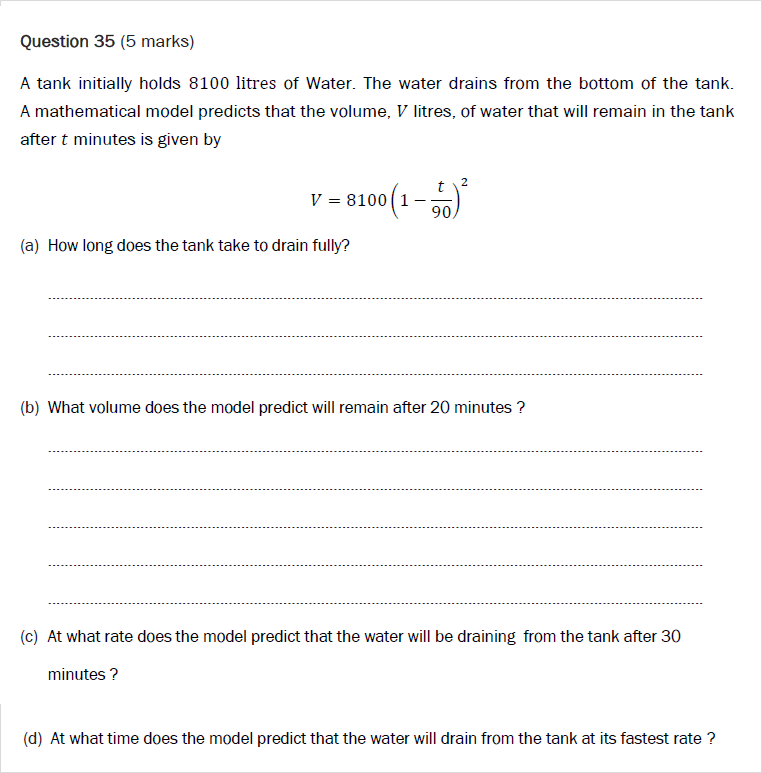 Question 35 (5 marks)
A tank initially holds 8100 litres of Water. The water drains from the bottom of the tank.
A mathematical model predicts that the volume, V litres, of water that will remain in the tank
after t minutes is given by
V = 8100(1 − t/90)²
(a) How long does the tank take to drain fully?
(b) What volume does the model predict will remain after 20 minutes ?
(c) At what rate does the model predict that the water will be draining from the tank after 30
minutes ?
(d) At what time does the model predict that the water will drain from the tank at its fastest rate ?